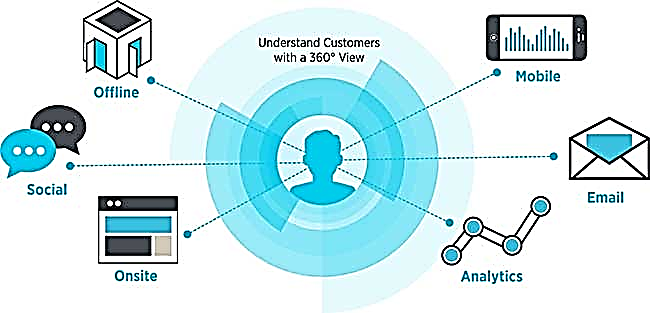 Understand Customers
with a 360° View
Offline
Mobile
Social
Email
Onsite
Analytics